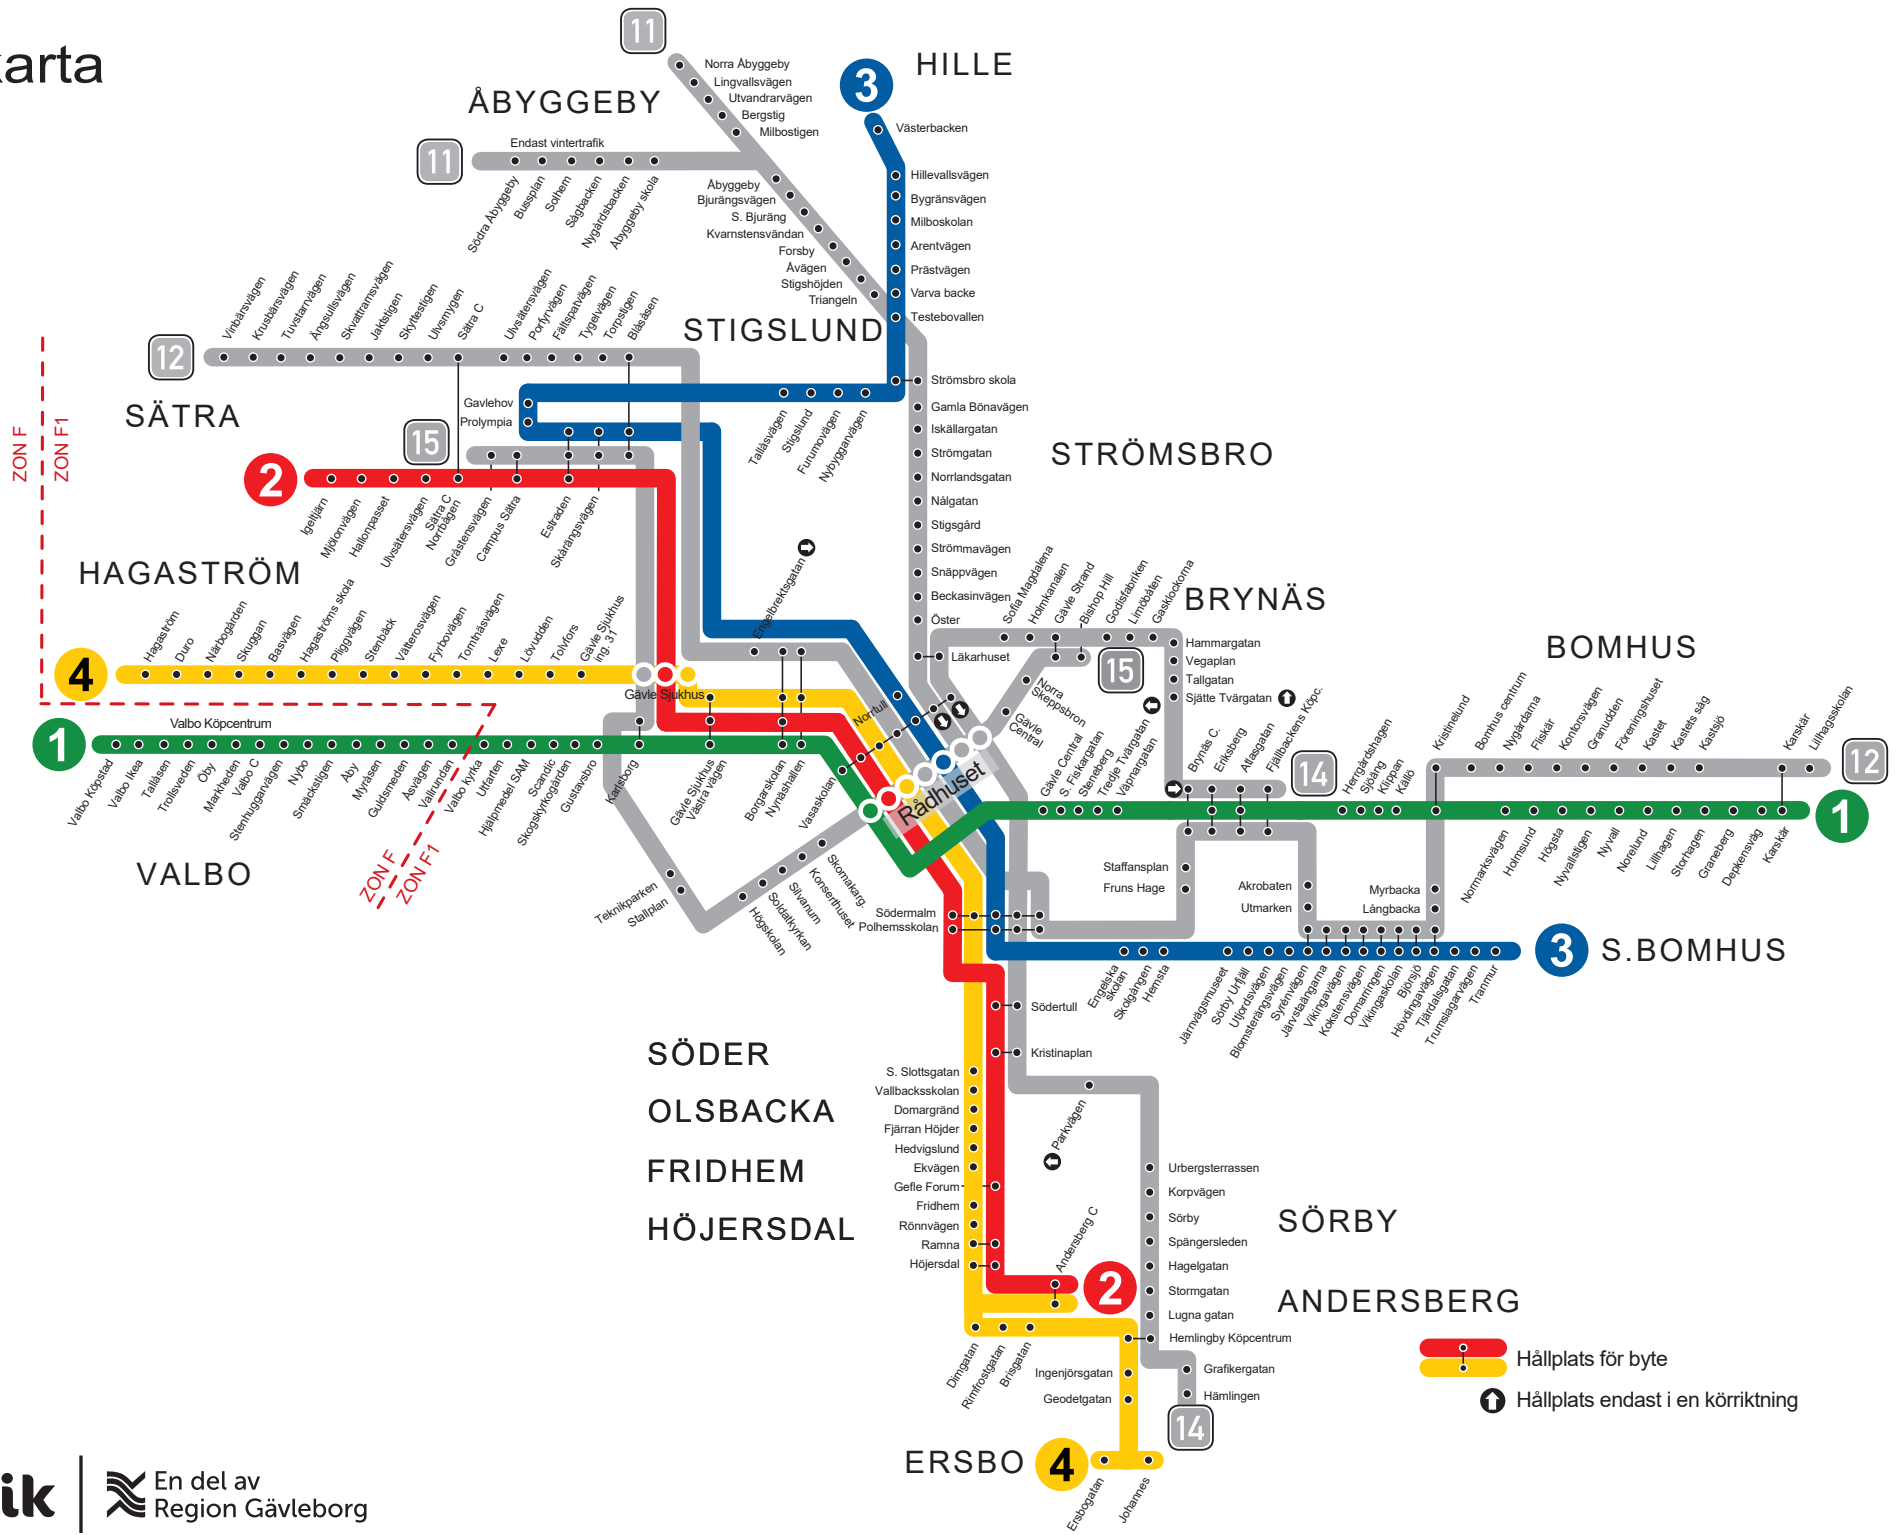 karta
11
Norra Åbyggeby
Lingvallsvägen
Utvandrarvägen
Bergstig
Milbostigen
ÅBYGGEBY
11
Endast vintertrafik
Södra Åbyggeby
Bussplan
Solhem
Sågbacken
Nygårdsbacken
Åbyggeby skola
Åbyggeby
Bjurängsvägen
S. Bjuräng
Kvarnstensvändan
Forsby
Åvägen
Stigshöjden
Triangeln
3
HILLE
Västerbacken
Hillevallsvägen
Bygränsvägen
Milboskolan
Arentvägen
Prästvägen
Varva backe
Testebovallen
STIGSLUND
Vinbärsvägen
Krusbärsvägen
Tuvstarrvägen
Ängsullsvägen
Skvattramsvägen
Jaktstigen
Skyttestigen
Ulvsmygen
Sätra C
Ulvsätersvägen
Porfyrvägen
Fältspatvägen
Tygelvägen
Torpstigen
Blåsåsen
12
SÄTRA
ZON F
ZON F1
Gavlehov
Prolympia
15
2
Tallåsvägen
Stigslund
Furumovägen
Nybyggarvägen
Igeltjärn
Mjölonvägen
Hallonpasset
Ulvsätersvägen
Sätra C
Norrbågen
Gråstensvägen
Campus Sätra
Estraden
Skårängsvägen
Strömsbro skola
Gamla Bönavägen
Iskällargatan
Strömgatan
Norrlandsgatan
Nålgatan
Stigsgård
Strömmavägen
Snäppvägen
Beckasinvägen
Öster
Läkarhuset
STRÖMSBRO
HAGASTRÖM
4
Hagaström
Duro
Närbogården
Skuggen
Basvägen
Hagaströms skola
Pliggvägen
Stenbäck
Vätterosvägen
Fyrbovägen
Tomtnäsvägen
Lexe
Lövudden
Tolvfors
Gävle Sjukhus
ing. 31
Gävle Sjukhus
Engelbrektsgatan
Sofia Magdalena
Holmkanalen
Gävle Strand
Bishop Hill
Godisfabriken
Limöbåten
Gasklockorna
BRYNÄS
15
Hammargatan
Vegaplan
Tallgatan
Sjätte Tvärgatan
Norra
Skeppsbron
Gävle
Central
Norrtull
1
Valbo Köpcentrum
Valbo Köpstad
Valbo Ikea
Tallåsen
Trollsveden
Öby
Markheden
Valbo C
Stenhuggarvägen
Nybo
Smäckstigen
Åby
Myråsen
Guldsmeden
Åsvägen
Vallrundan
Valbo kyrka
Utfarten
Hjälpmedel SAM
Scandic
Skogskyrkogården
Gustavsbro
Karlsborg
Gävle Sjukhus
Västra vägen
Borgarskolan
Nynäshallen
Vasaskolan
Rådhuset
VALBO
ZON F
ZON F1
Teknikparken
Stallplan
Högskolan
Soldatkyrkan
Silvanum
Konserthuset
Skomakarg.
Gävle Central
S. Fiskargatan
Steneberg
Tredje Tvärgatan
Väpnargatan
Brynäs C.
Eriksberg
Atlasgatan
Fjällbackens Köpc.
14
Herrgårdshagen
Sjöäng
Klippan
Källö
BOMHUS
Kristinelund
Bomhus centrum
Nygårdarna
Fliskär
Kontorsvägen
Granudden
Föreningshuset
Kastet
Kastets såg
Kastsjö
Karskär
Lillhagsskolan
12
1
Normarksvägen
Holmsund
Högsta
Nyvallstigen
Nyvall
Norelund
Lillhagen
Storhagen
Graneberg
Depkensväg
Karskär
Staffansplan
Fruns Hage
Akrobaten
Utmarken
Myrbacka
Långbacka
Södermalm
Polhemsskolan
3
S.BOMHUS
Engelska
skolan
Skolgången
Hemsta
Järnvägsmuseet
Sörby Urfjäll
Utjordsvägen
Blomsterängsvägen
Syrénvägen
Järvstaängarna
Vikingavägen
Kokstensvägen
Domarringen
Vikingaskolan
Björsjö
Hövdingavägen
Tjärdalsgatan
Trumslagarvägen
Tranmur
Södertull
Kristinaplan
SÖDER
OLSBACKA
FRIDHEM
HÖJERSDAL
S. Slottsgatan
Vallbacksskolan
Domargränd
Fjärran Höjder
Hedvigslund
Ekvägen
Gefle Forum
Fridhem
Rönnvägen
Ramna
Höjersdal
Parkvägen
Andersberg C
2
Urbergsterrassen
Korpvägen
Sörby
Spängersleden
Hagelgatan
Stormgatan
Lugna gatan
Hemlingby Köpcentrum
SÖRBY
ANDERSBERG
Dimgatan
Rimfrostgatan
Brisgatan
Ingenjörsgatan
Geodetgatan
Grafikergatan
Hämlingen
14
ERSBO
4
Ersbogatan
Johannes
Hållplats för byte
Hållplats endast i en körriktning
ik
En del av
Region Gävleborg